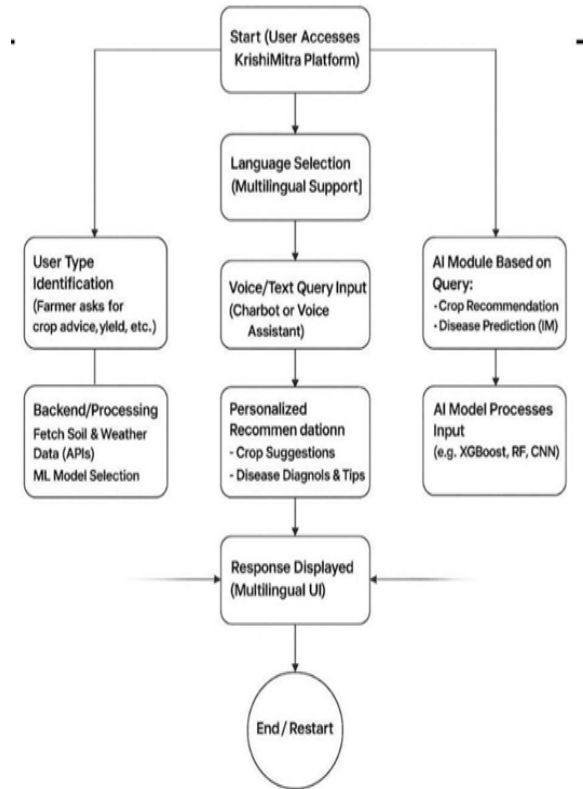 Start (User Accesses
KrishiMitra Platform)
Language Selection
(Multilingual Support]
User Type
Identification
(Farmer asks for
crop advice, yleld, etc.)
Voice/Text Query Input
(Charbot or Voice
Assistant)
AI Module Based on
Query:
• Crop Recommendation
• Disease Prediction (IM)
Backend/Processing
Fetch Soil & Weather
Data (APIs)
ML Model Selection
Personalized
Recommen dationn
- Crop Suggestions
- Disease Diagnols & Tips
AI Model Processes
Input
(e.g. XGBoost, RF, CNN)
Response Displayed
(Multilingual UI)
End / Restart